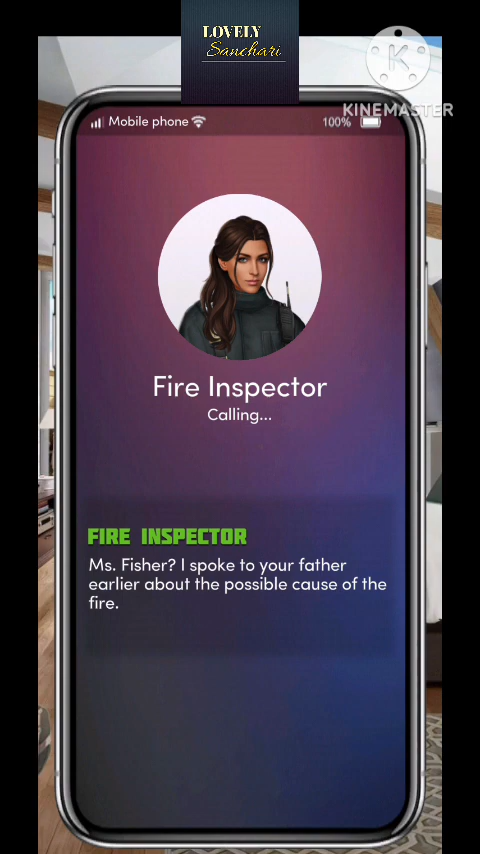 LOVELY
Sanchari
K
KINEMASTER
Mobile phone
100%
Fire Inspector
Calling...
FIRE INSPECTOR
Ms. Fisher? I spoke to your father
earlier about the possible cause of the
fire.